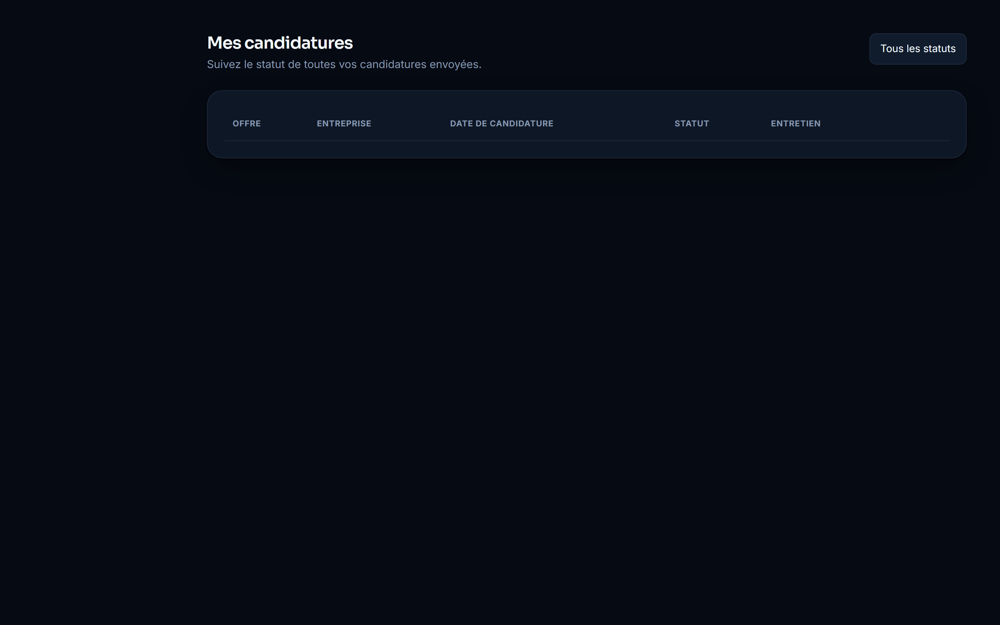 Mes candidatures
Suivez le statut de toutes vos candidatures envoyées.
Tous les statuts
OFFRE ENTREPRISE DATE DE CANDIDATURE STATUT ENTRETIEN